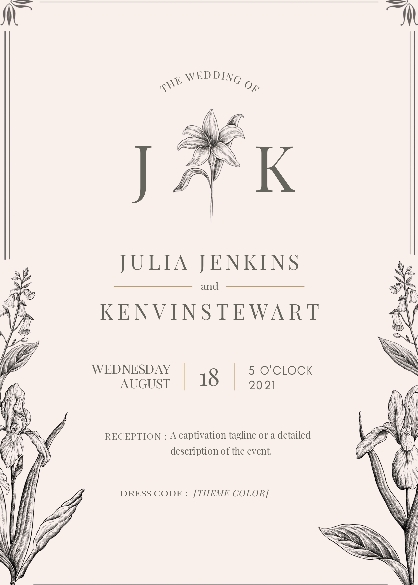 THE WEDDING OF
J K
JULIA JENKINS
and
KENVINSTEWART
WEDNESDAY
AUGUST
18
5 O'CLOCK
2021
RECEPTION : A captivation tagline or a detailed
description of the event.
DRESS CODE : [THEME COLOR]